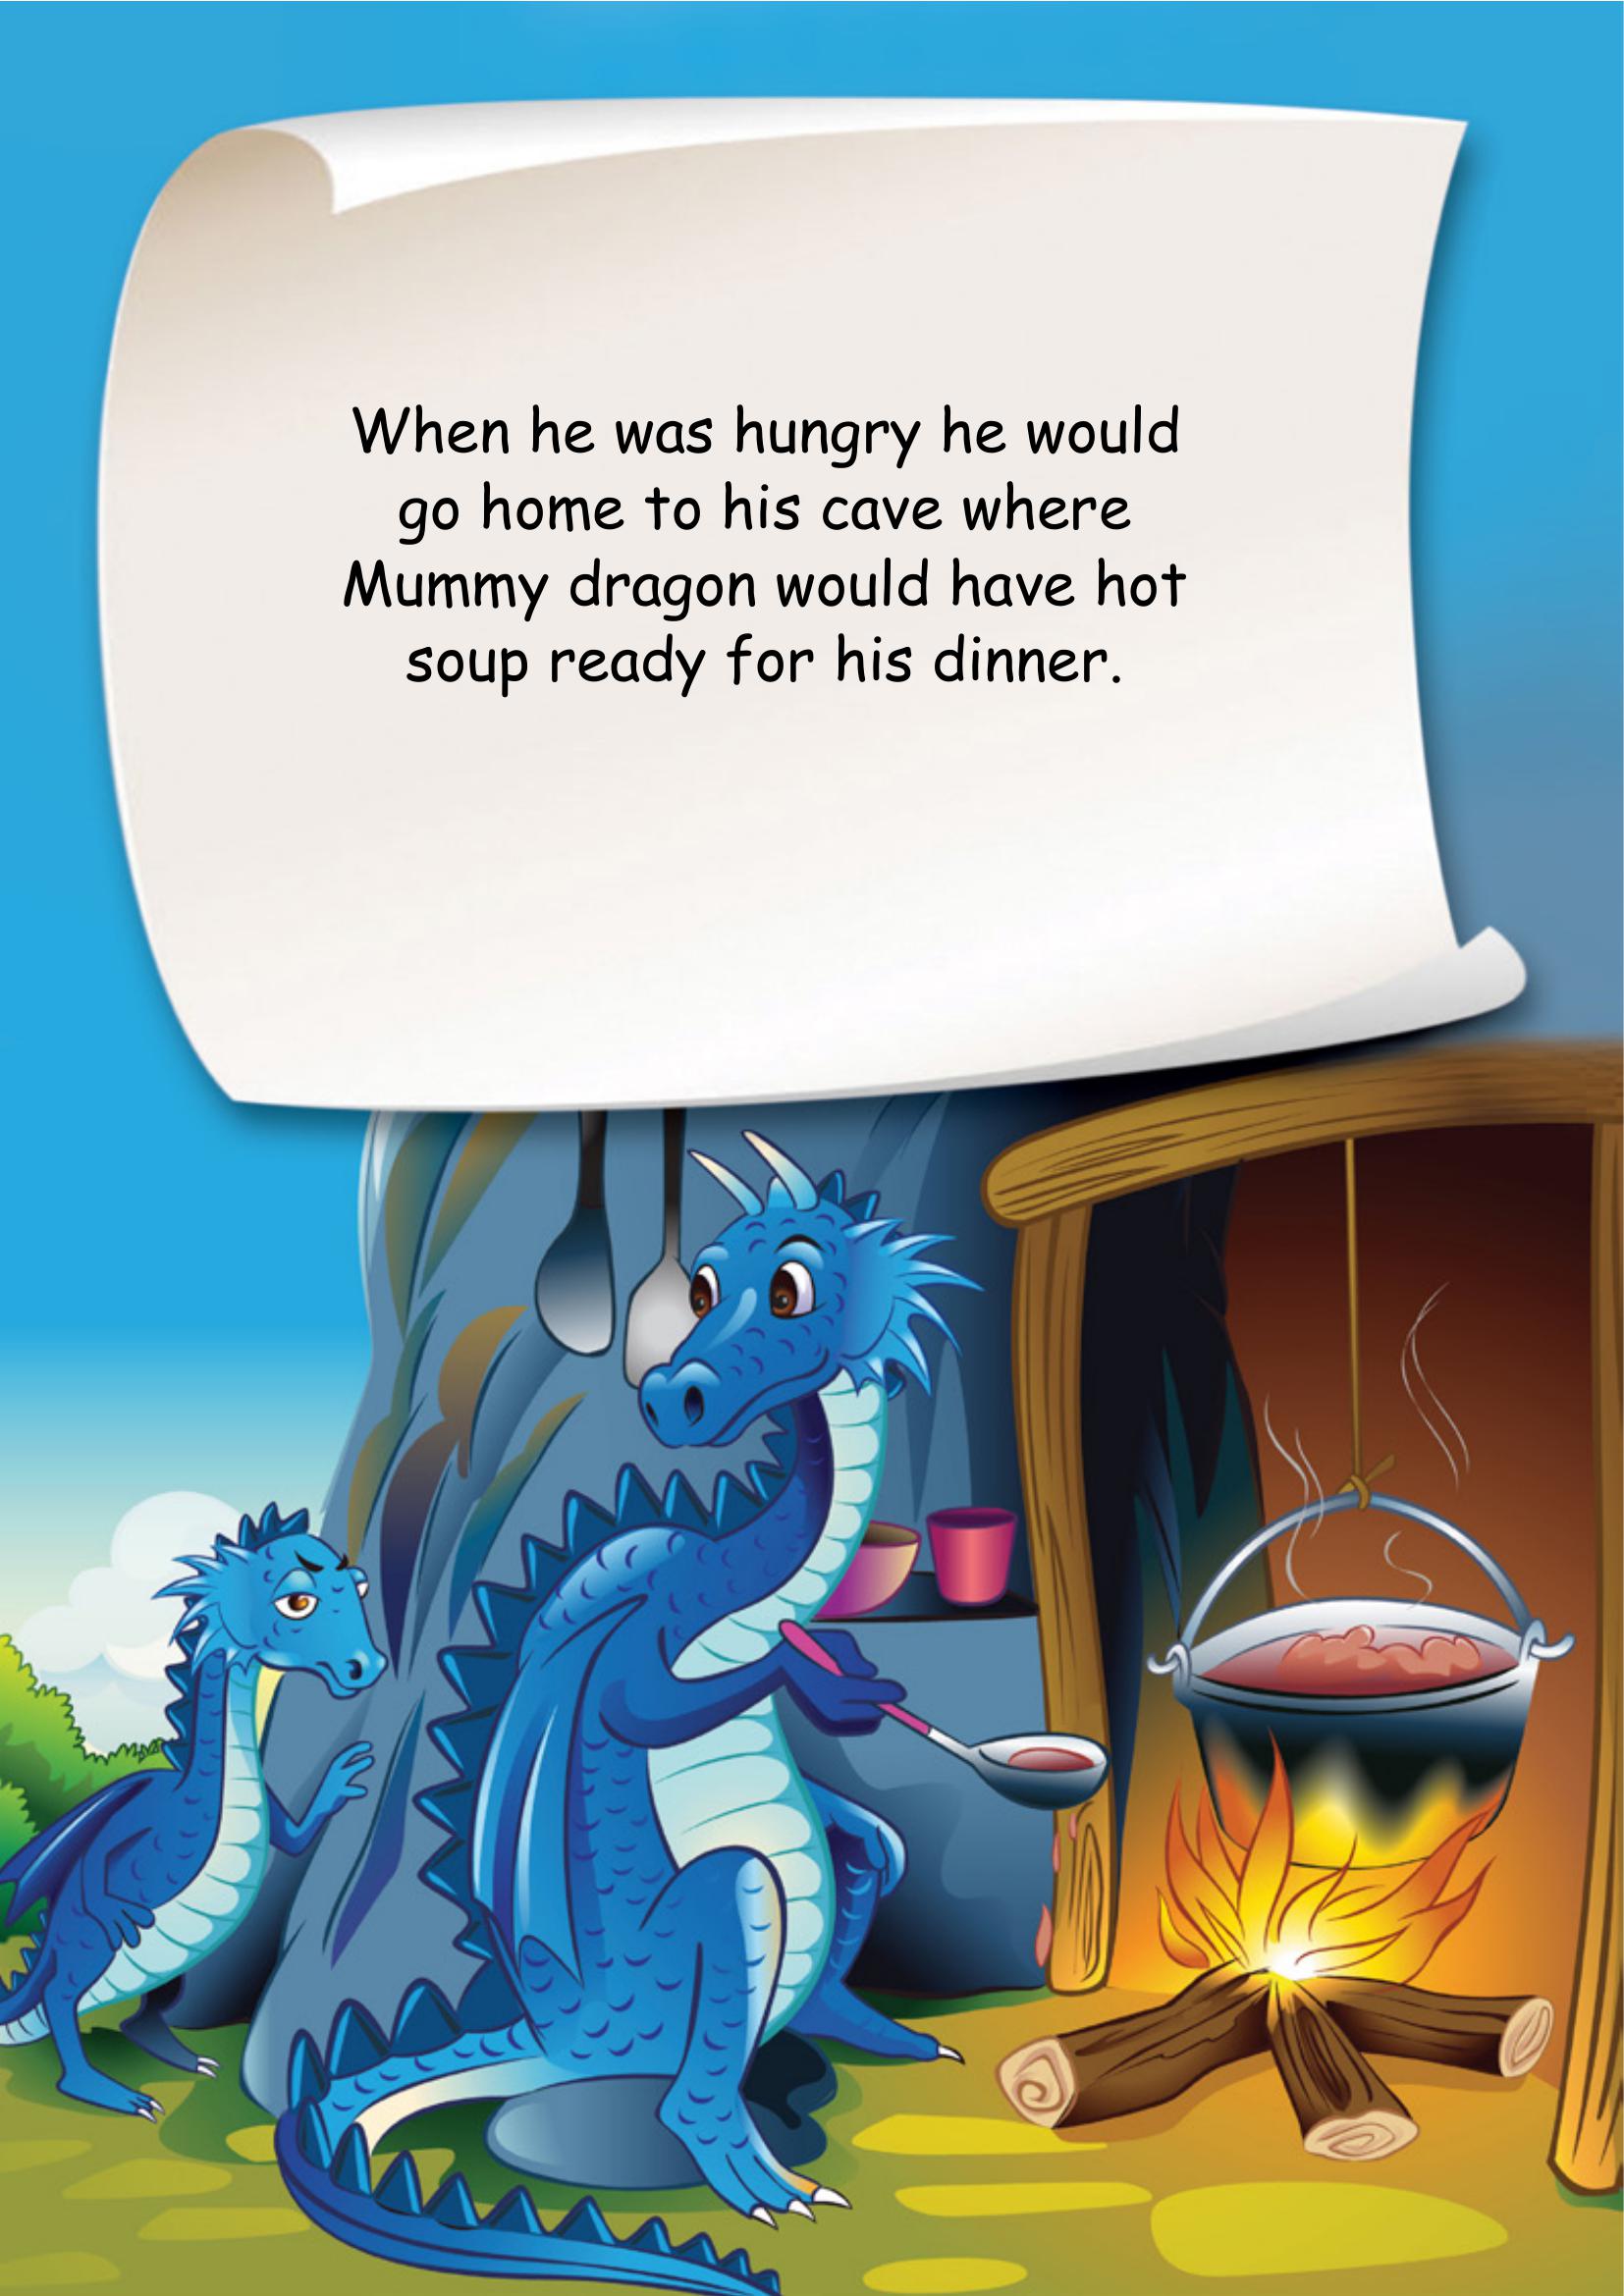 When he was hungry he would
go home to his cave where
Mummy dragon would have hot
soup ready for his dinner.